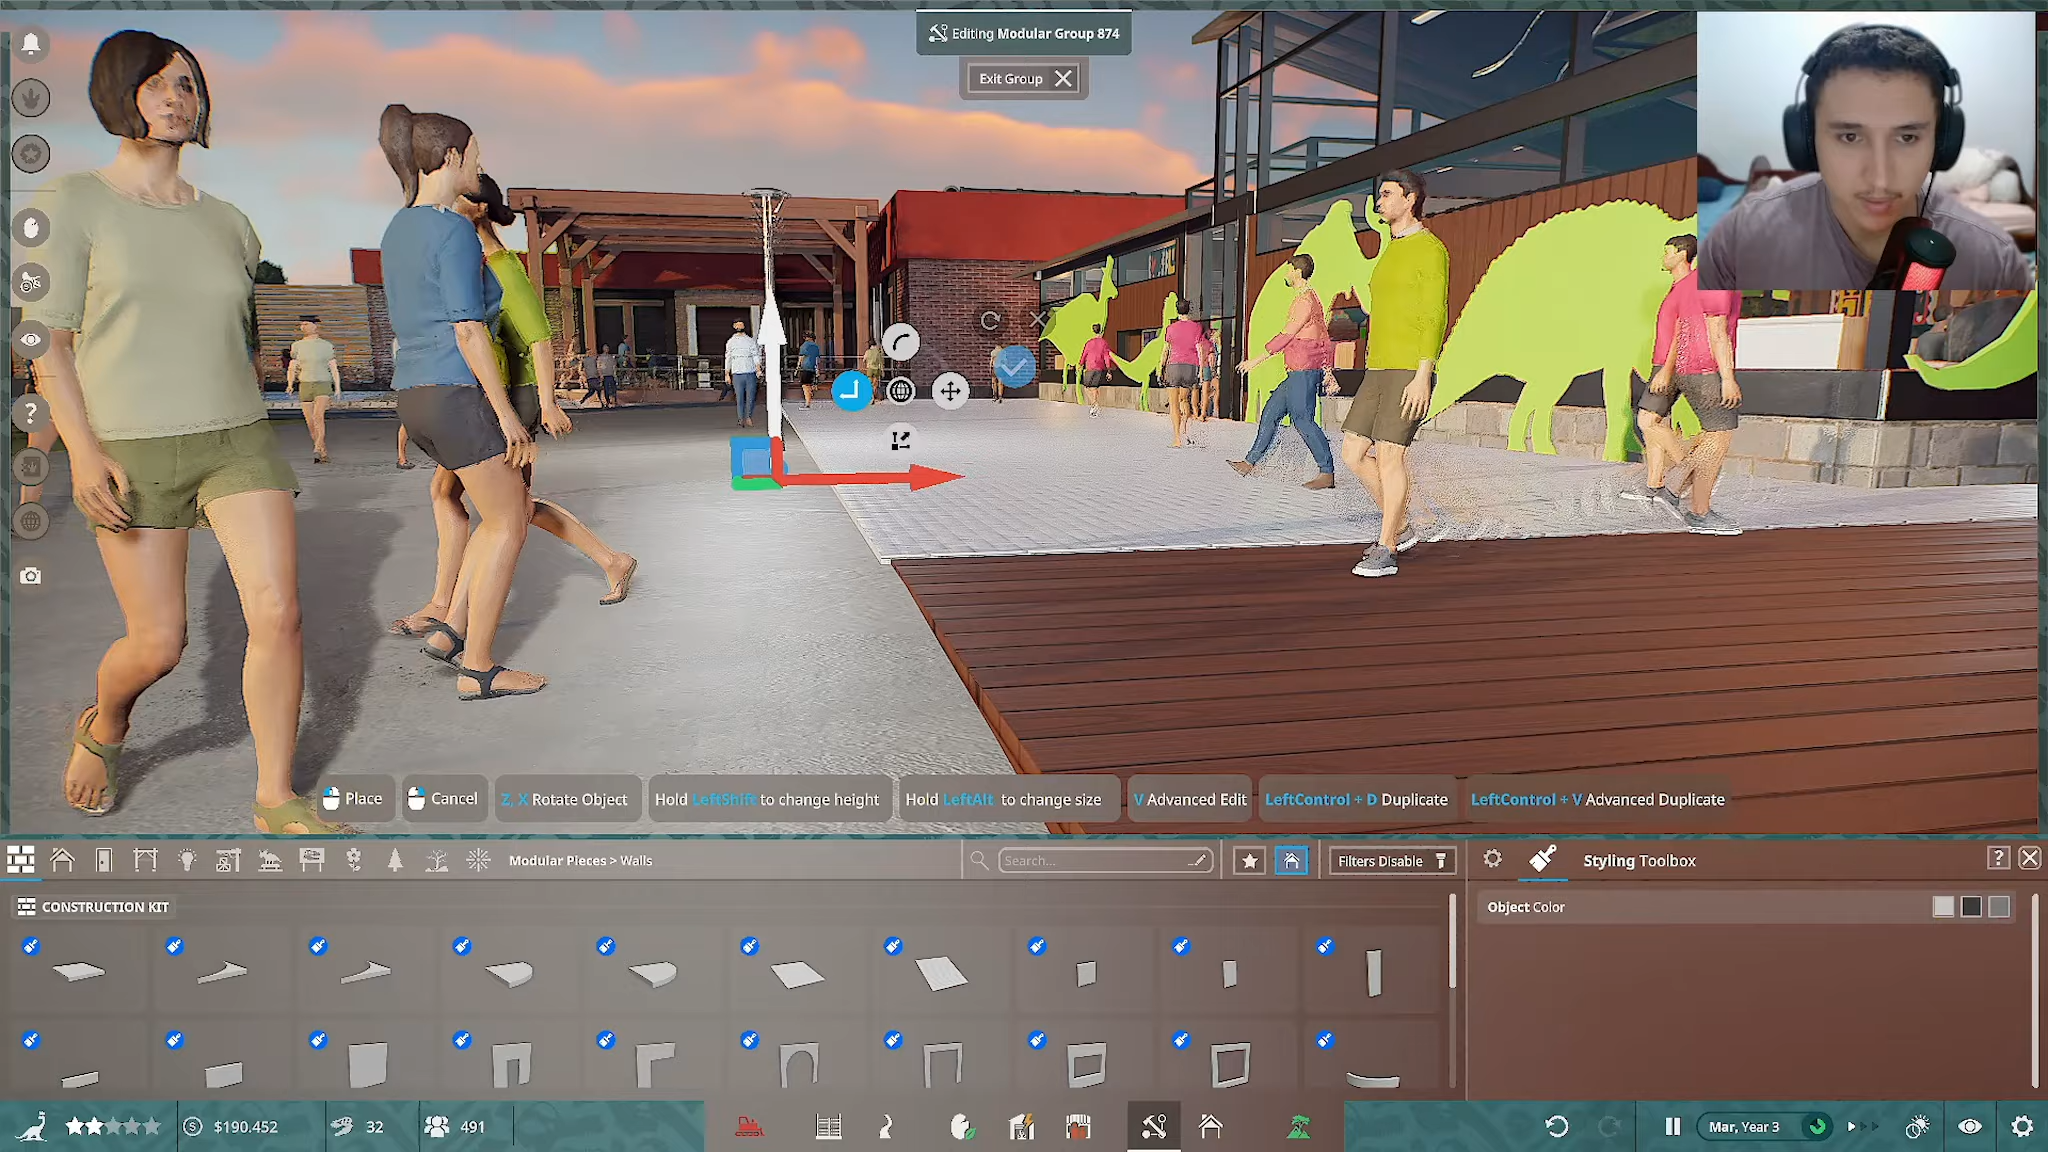 Editing Modular Group 874
Exit Group
Place
Cancel
Z, X Rotate Object
Hold LeftShift to change height
Hold LeftAlt to change size
V Advanced Edit
LeftControl + D Duplicate
LeftControl + V Advanced Duplicate
Modular Pieces > Walls
Search...
Filters Disable
Styling Toolbox
?
CONSTRUCTION KIT
Object Color
$190.452
32
491
Mar, Year 3